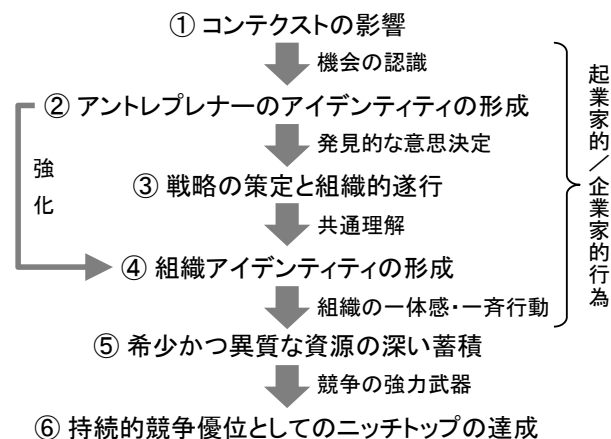 ① コンテクストの影響
機会の認識
② アントレプレナーのアイデンティティの形成
発見的な意思決定
③ 戦略の策定と組織的遂行
共通理解
④ 組織アイデンティティの形成
組織の一体感・一斉行動
⑤ 希少かつ異質な資源の深い蓄積
競争の強力武器
⑥ 持続的競争優位としてのニッチトップの達成
強化
起業家的／企業家的行為